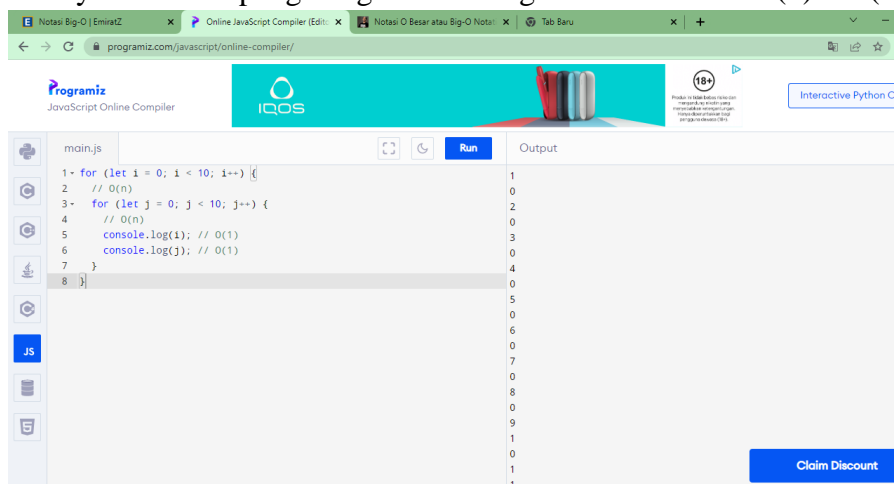 Notasi Big-O | EmiratZ
Online JavaScript Compiler (Edito
Notasi O Besar atau Big-O Notati
Tab Baru
programiz.com/javascript/online-compiler/
Programiz
JavaScript Online Compiler
IQOS
18+
Interactive Python C
main.js
Run
Output
1 for (let i = 0; i < 10; i++) {
2 // O(n)
3 for (let j = 0; j < 10; j++) {
4 // O(n)
5 console.log(i); // O(1)
6 console.log(j); // O(1)
7 }
8 }
JS
1
0
2
0
3
0
4
0
5
0
6
0
7
0
8
0
9
1
0
1
1
Claim Discount